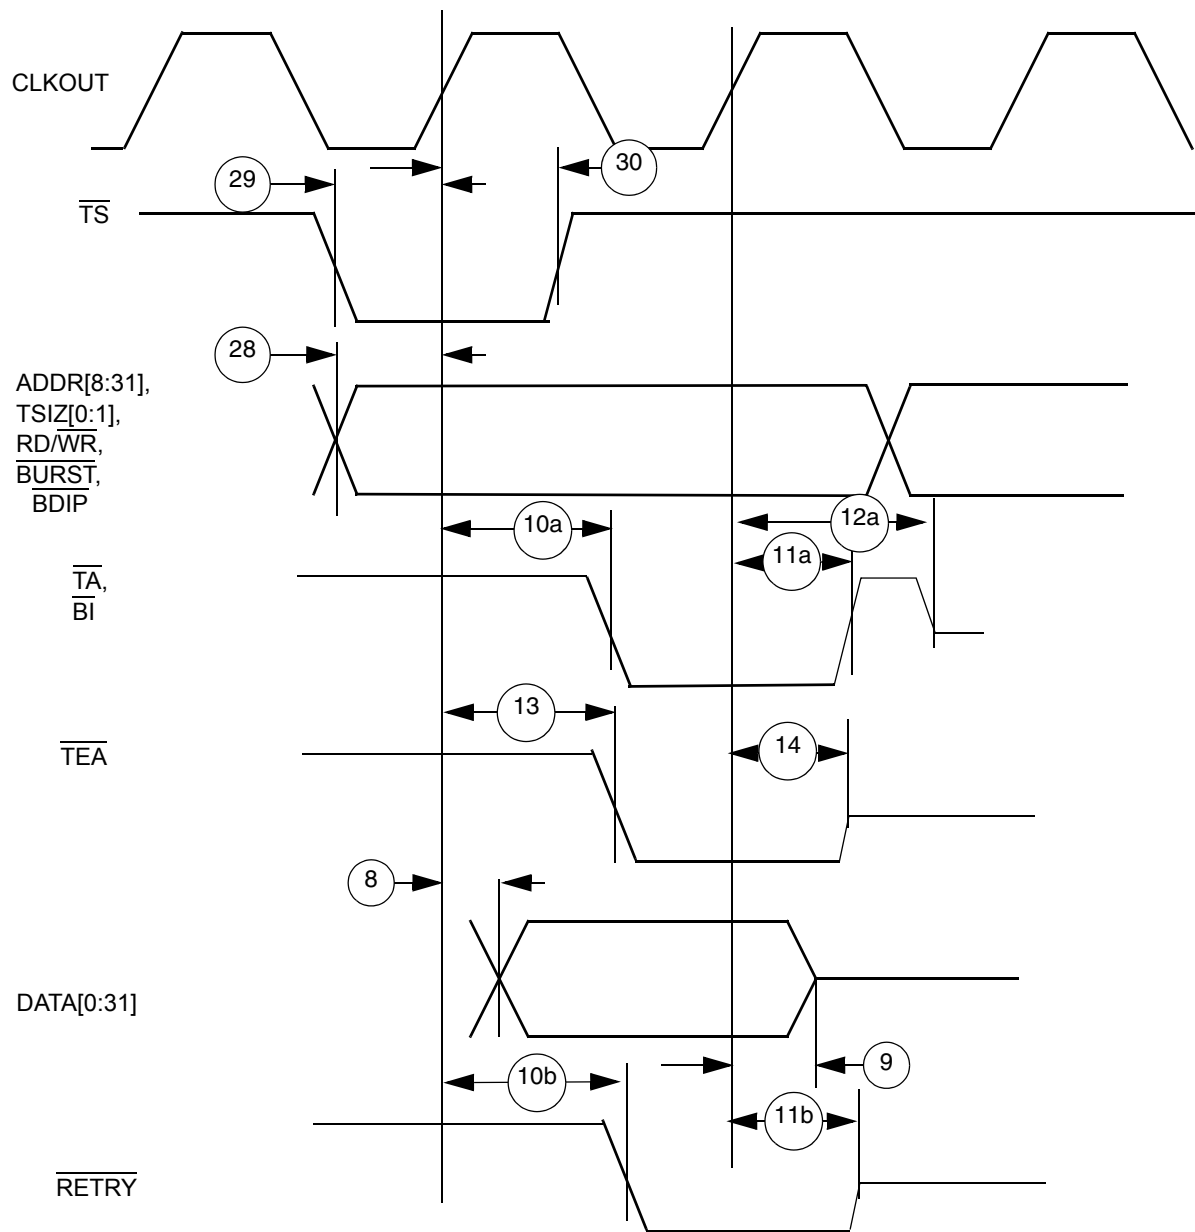 CLKOUT
30
29
TS
28
ADDR[8:31],
TSIZ[0:1],
RD/WR,
BURST,
BDIP
10a
12a
11a
TA,
BI
13
14
TEA
8
DATA[0:31]
9
10b
11b
RETRY